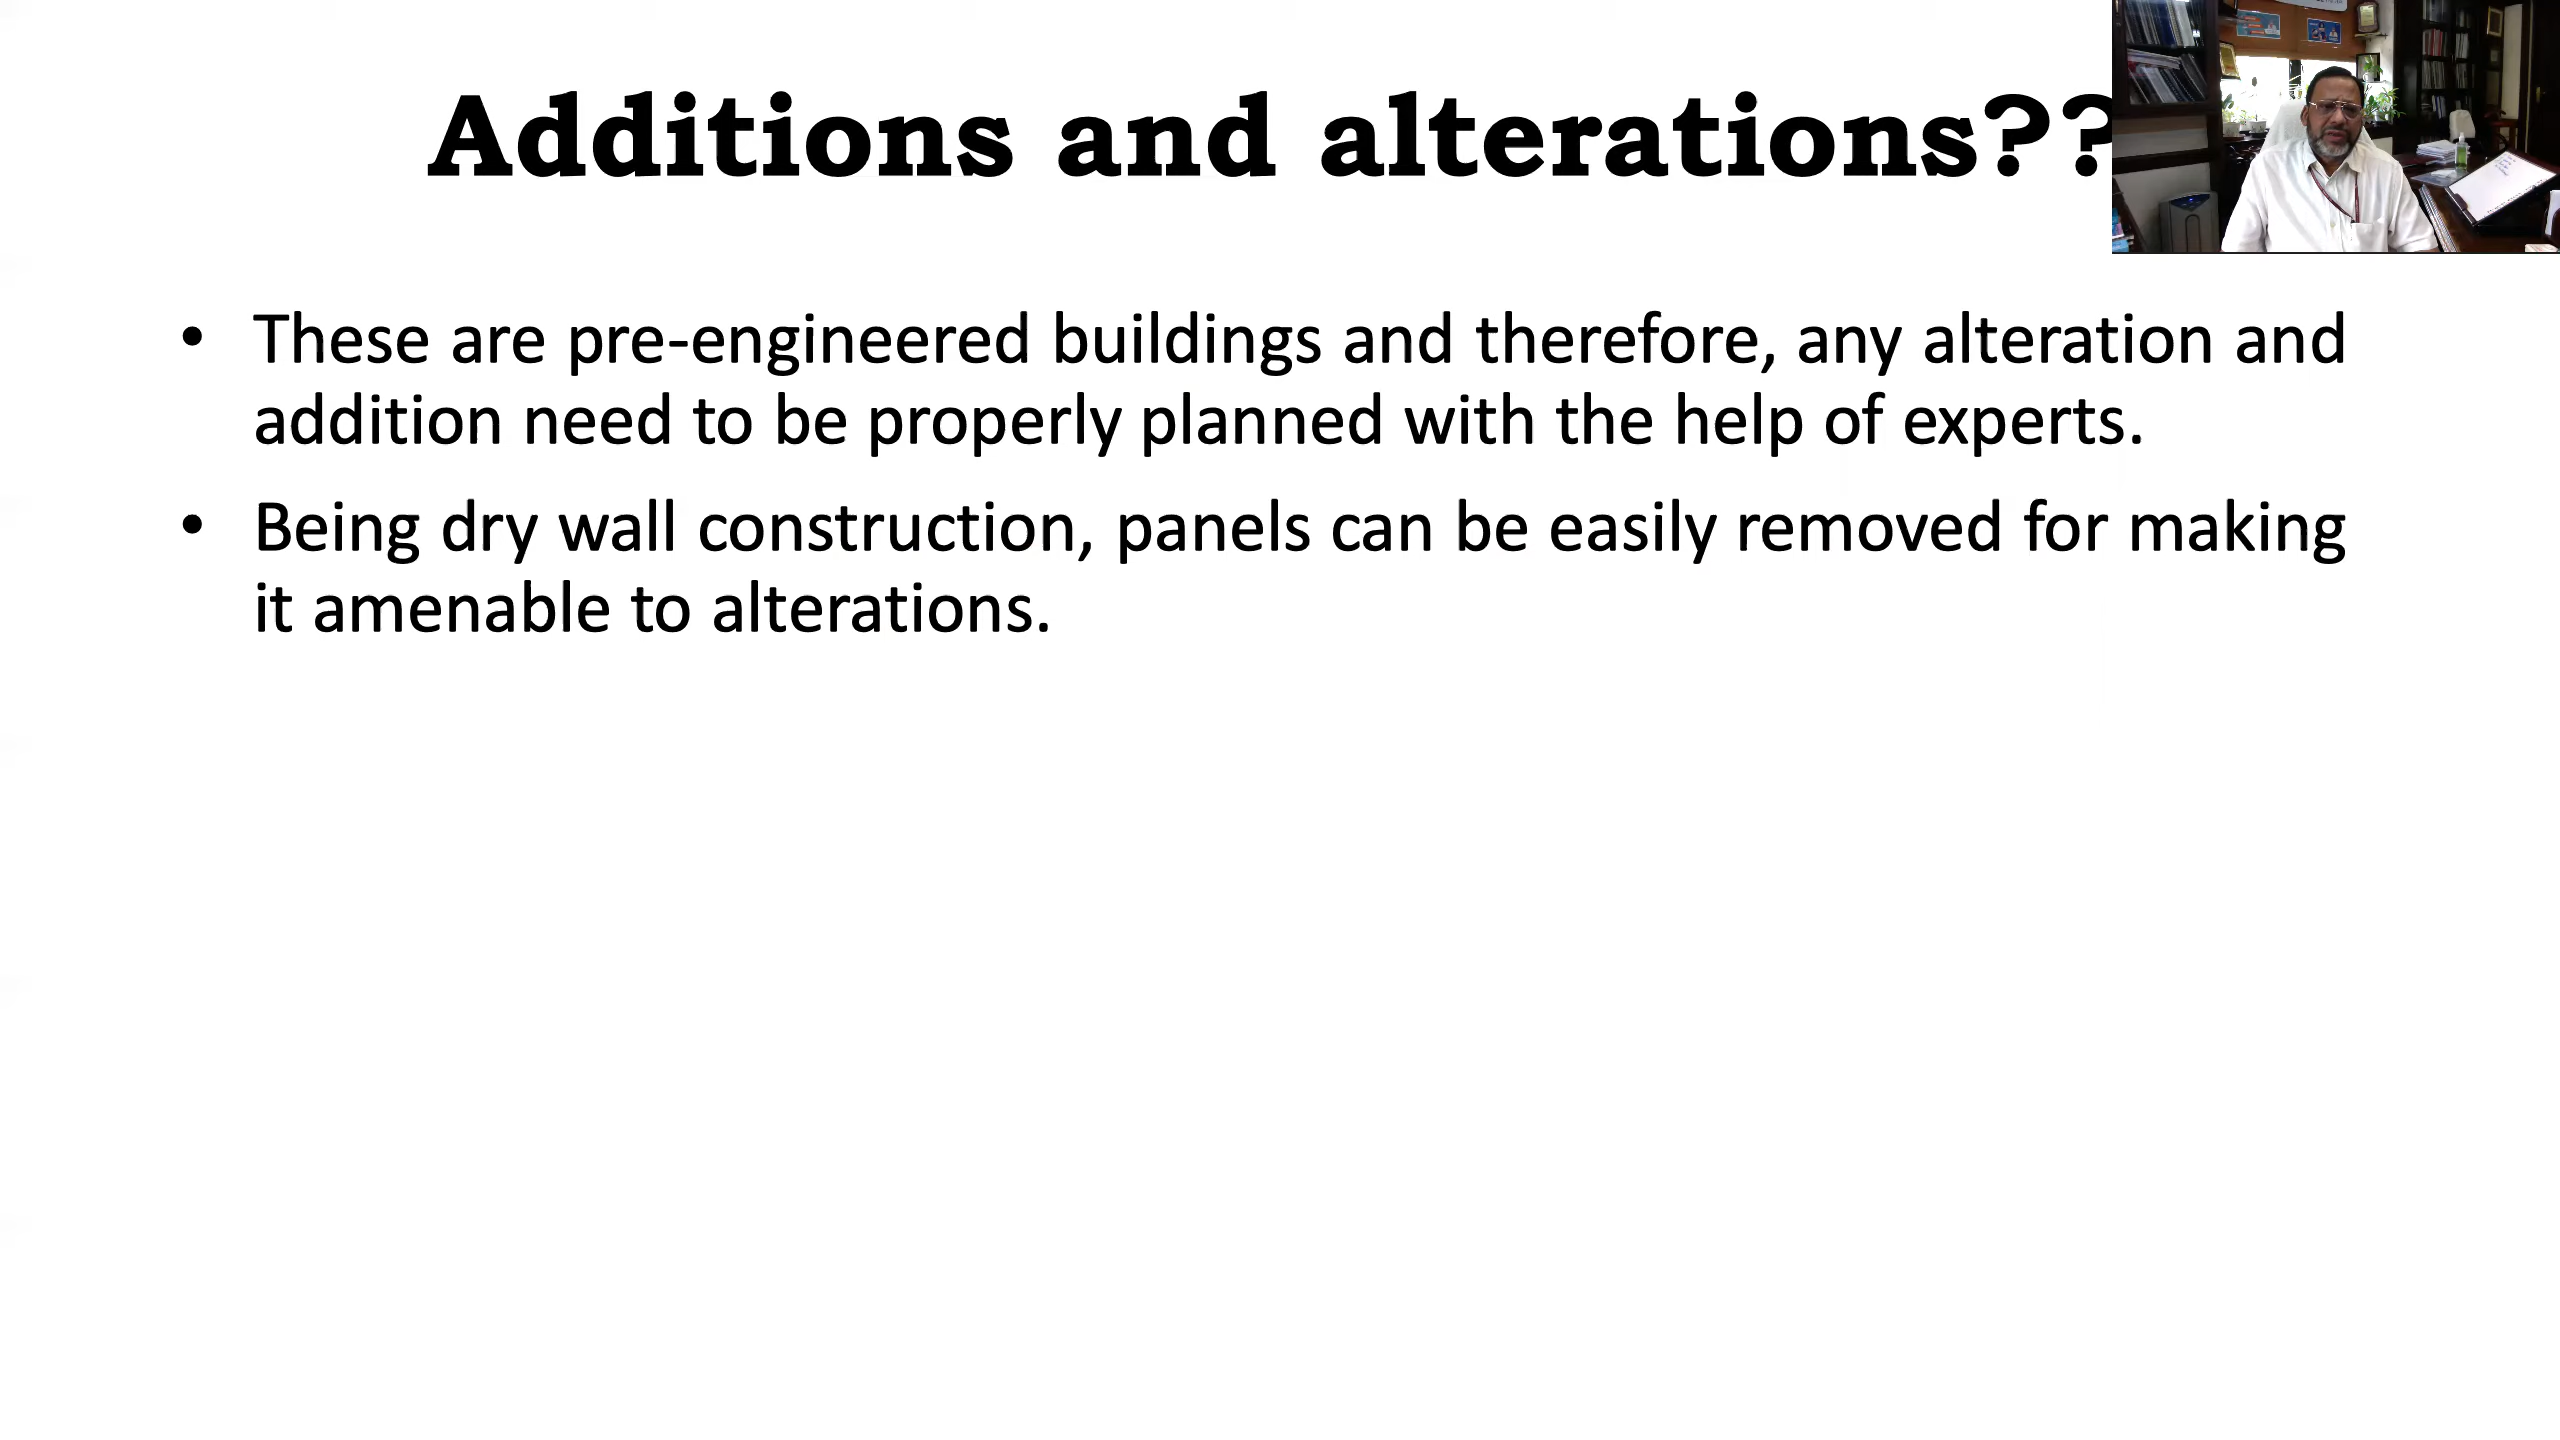 Additions and alterations??
• These are pre-engineered buildings and therefore, any alteration and
addition need to be properly planned with the help of experts.
• Being dry wall construction, panels can be easily removed for making
it amenable to alterations.